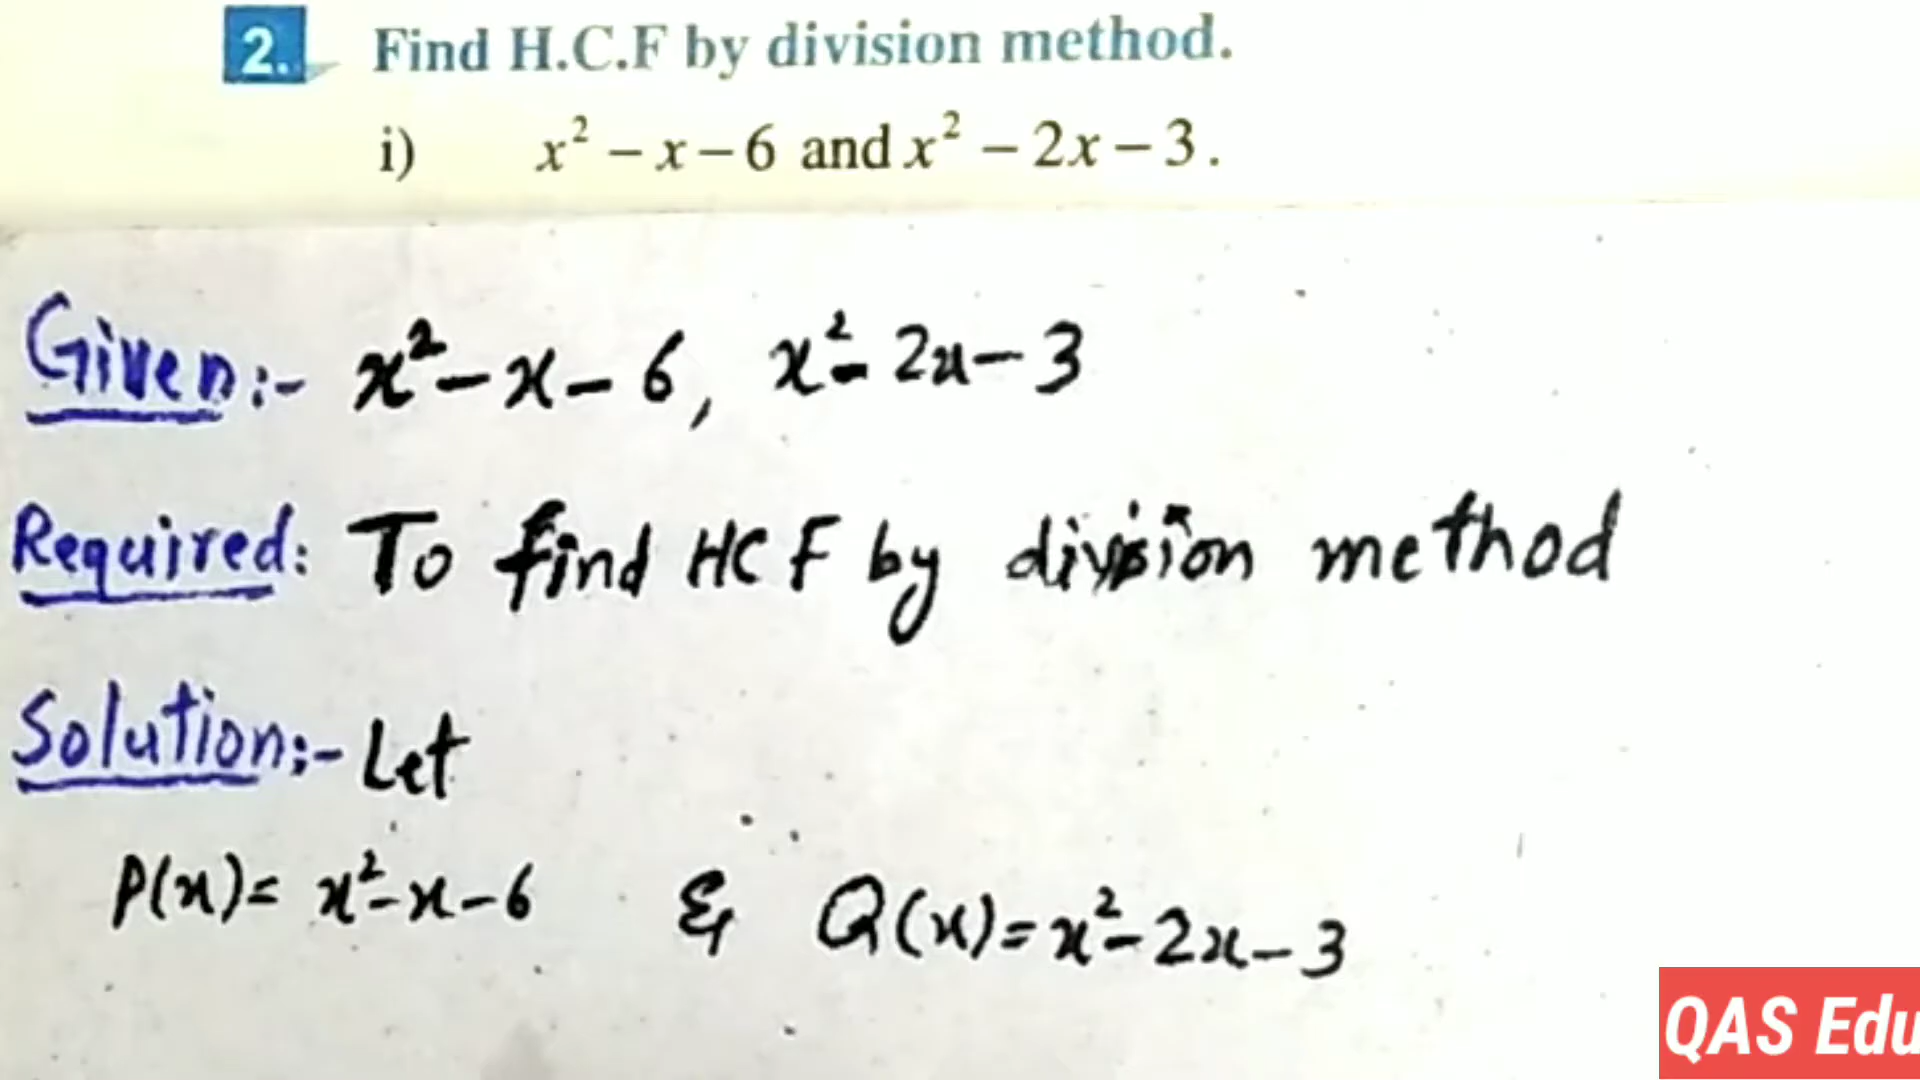 2. Find H.C.F by division method.
i) x² − x − 6 and x² − 2x − 3.
Given:- x² − x − 6, x² − 2x − 3
Required: To find HCF by division method
Solution:- Let
P(x) = x² − x − 6 & Q(x) = x² − 2x − 3
QAS Edu